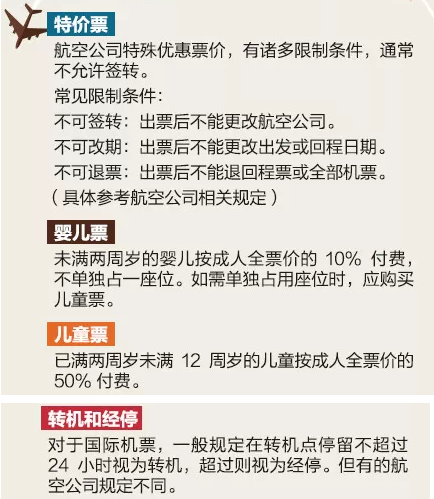 特价票
航空公司特殊优惠票价，有诸多限制条件，通常
不允许签转。
常见限制条件：
不可签转：出票后不能更改航空公司。
不可改期：出票后不能更改出发或回程日期。
不可退票：出票后不能退回程票或全部机票。
（具体参考航空公司相关规定）
婴儿票
未满两周岁的婴儿按成人全票价的 10% 付费，
不单独占一座位。如需单独占用座位时，应购买
儿童票。
儿童票
已满两周岁未满 12 周岁的儿童按成人全票价的
50% 付费。
转机和经停
对于国际机票，一般规定在转机点停留不超过
24 小时视为转机，超过则视为经停。但有的航
空公司规定不同。